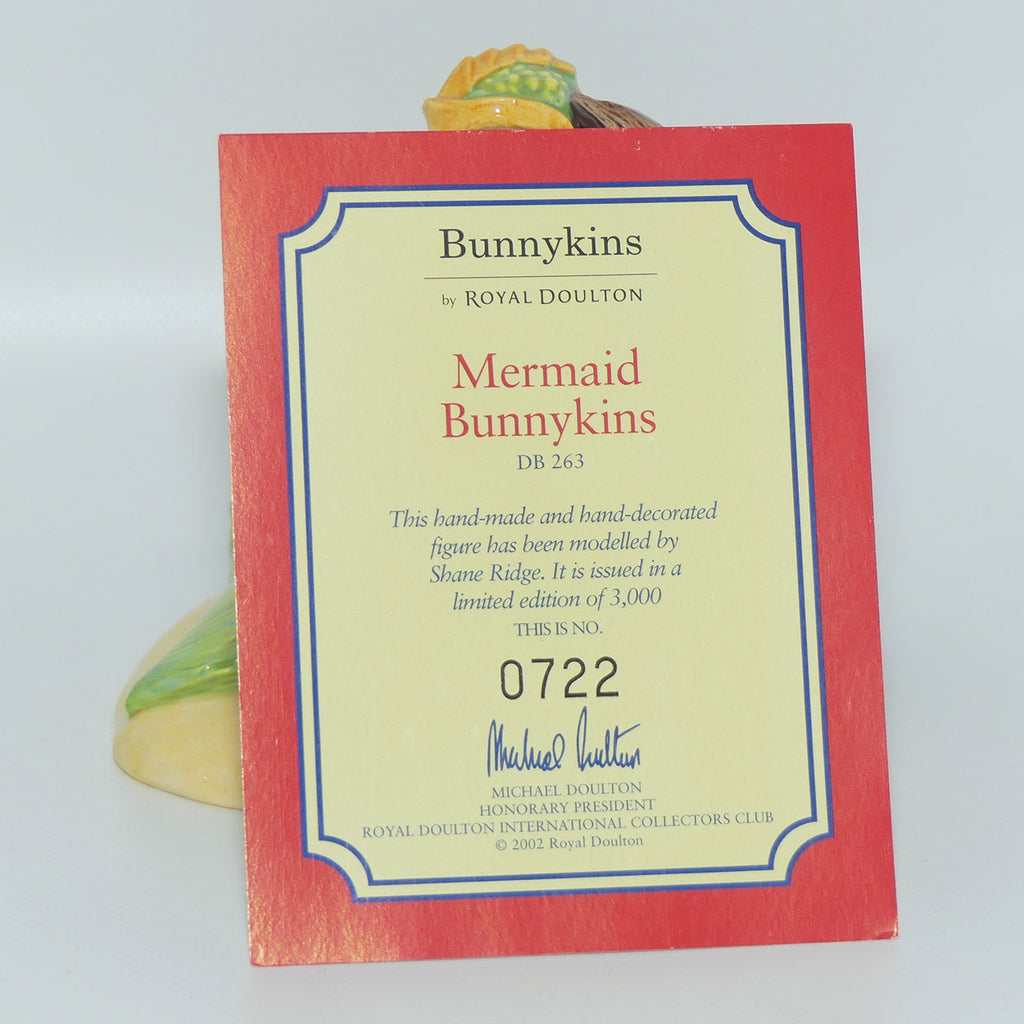 Bunnykins
by ROYAL DOULTON
Mermaid
Bunnykins
DB 263
This hand-made and hand-decorated
figure has been modelled by
Shane Ridge. It is issued in a
limited edition of 3,000
THIS IS NO.
0722
Michael Doulton
MICHAEL DOULTON
HONORARY PRESIDENT
ROYAL DOULTON INTERNATIONAL COLLECTORS CLUB
© 2002 Royal Doulton